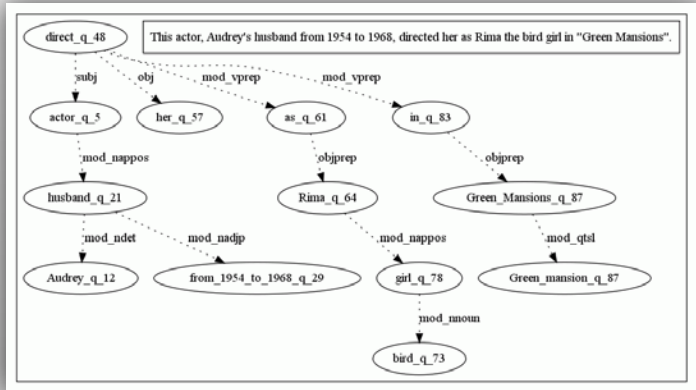 direct_q_48
This actor, Audrey's husband from 1954 to 1968, directed her as Rima the bird girl in "Green Mansions".
subj
obj
mod_vprep
mod_vprep
actor_q_5
her_q_57
as_q_61
in_q_83
mod_nappos
objprep
objprep
husband_q_21
Rima_q_64
Green_Mansions_q_87
mod_ndet
mod_nadjp
mod_nappos
mod_qtsl
Audrey_q_12
from_1954_to_1968_q_29
girl_q_78
Green_mansion_q_87
mod_nnoun
bird_q_73